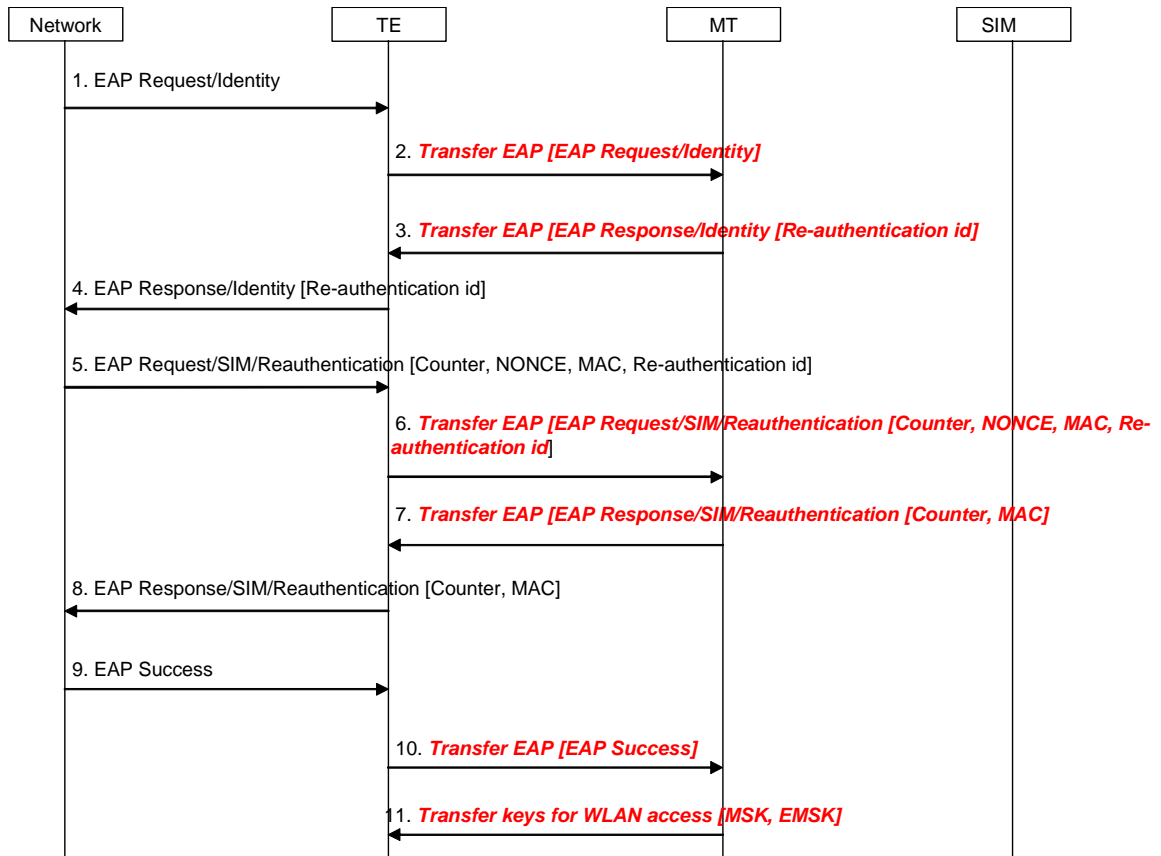 Network TE MT SIM
1. EAP Request/Identity
2. Transfer EAP [EAP Request/Identity]
3. Transfer EAP [EAP Response/Identity [Re-authentication id]
4. EAP Response/Identity [Re-authentication id]
5. EAP Request/SIM/Reauthentication [Counter, NONCE, MAC, Re-authentication id]
6. Transfer EAP [EAP Request/SIM/Reauthentication [Counter, NONCE, MAC, Re-
authentication id]
7. Transfer EAP [EAP Response/SIM/Reauthentication [Counter, MAC]
8. EAP Response/SIM/Reauthentication [Counter, MAC]
9. EAP Success
10. Transfer EAP [EAP Success]
11. Transfer keys for WLAN access [MSK, EMSK]